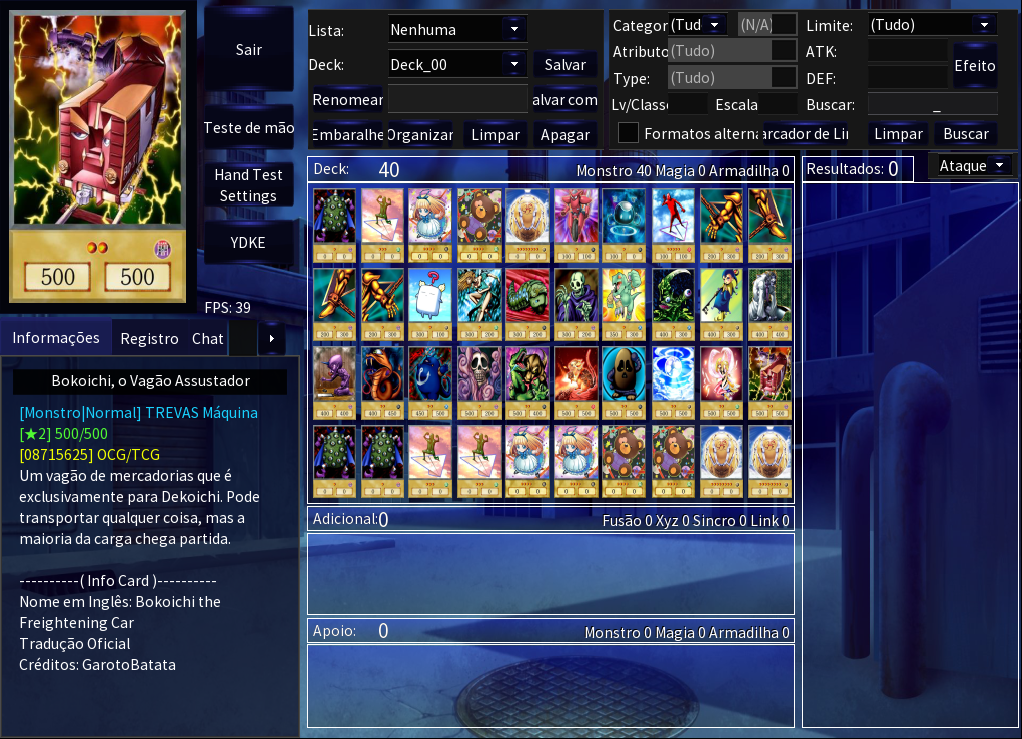 500 500
Sair
Teste de mão
Hand Test
Settings
YDKE
FPS: 39
Lista: Nenhuma
Deck: Deck_00 Salvar
Renomear alvar com
Embaralhe Organizar Limpar Apagar
Categor (Tud (N/A) Limite: (Tudo)
Atributo (Tudo) ATK:
Efeito
Type: (Tudo) DEF:
Lv/Classe Escala Buscar: _
Formatos alterna arcador de Li Limpar Buscar
Deck: 40 Monstro 40 Magia 0 Armadilha 0
Resultados: 0 Ataque
Informações Registro Chat
Bokoichi, o Vagão Assustador
[Monstro|Normal] TREVAS Máquina
[★2] 500/500
[08715625] OCG/TCG
Um vagão de mercadorias que é
exclusivamente para Dekoichi. Pode
transportar qualquer coisa, mas a
maioria da carga chega partida.
----------( Info Card )----------
Nome em Inglês: Bokoichi the
Freightening Car
Tradução Oficial
Créditos: GarotoBatata
Adicional: 0 Fusão 0 Xyz 0 Sincro 0 Link 0
Apoio: 0 Monstro 0 Magia 0 Armadilha 0